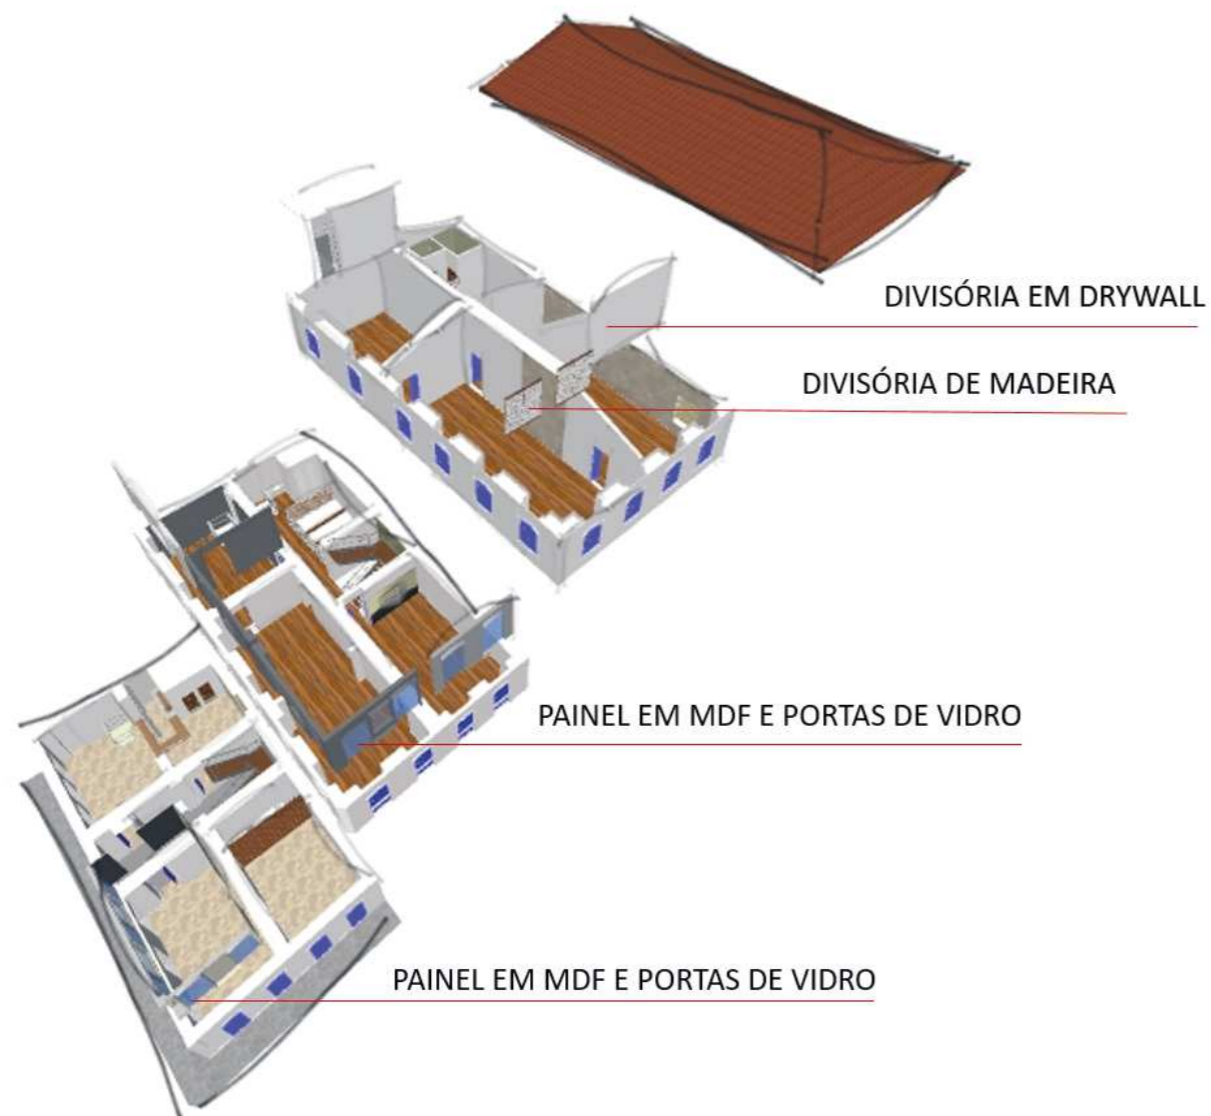 DIVISÓRIA EM DRYWALL
DIVISÓRIA DE MADEIRA
PAINEL EM MDF E PORTAS DE VIDRO
PAINEL EM MDF E PORTAS DE VIDRO